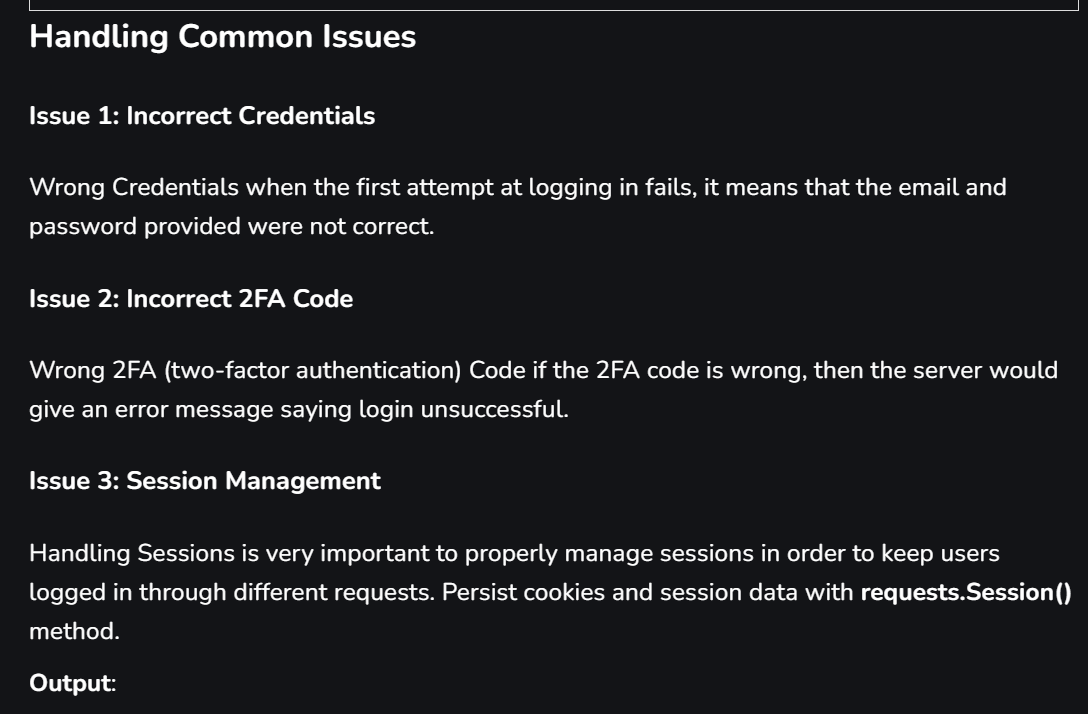 Handling Common Issues
Issue 1: Incorrect Credentials
Wrong Credentials when the first attempt at logging in fails, it means that the email and
password provided were not correct.
Issue 2: Incorrect 2FA Code
Wrong 2FA (two-factor authentication) Code if the 2FA code is wrong, then the server would
give an error message saying login unsuccessful.
Issue 3: Session Management
Handling Sessions is very important to properly manage sessions in order to keep users
logged in through different requests. Persist cookies and session data with requests.Session()
method.
Output: